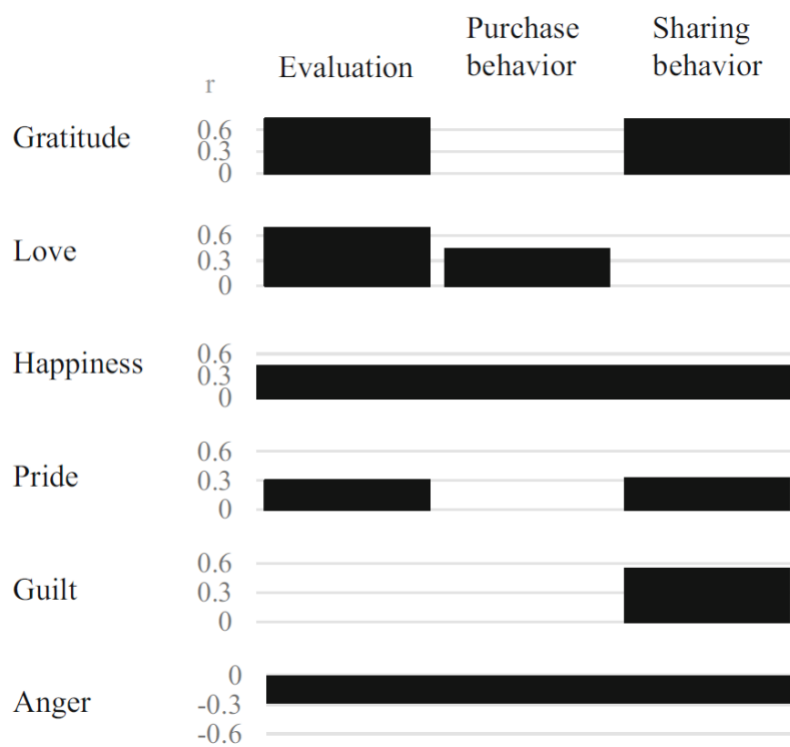 Purchase
behavior
Sharing
behavior
Evaluation
r
Gratitude
0.6
0.3
0
Love
0.6
0.3
0
Happiness
0.6
0.3
0
Pride
0.6
0.3
0
Guilt
0.6
0.3
0
Anger
0
-0.3
-0.6